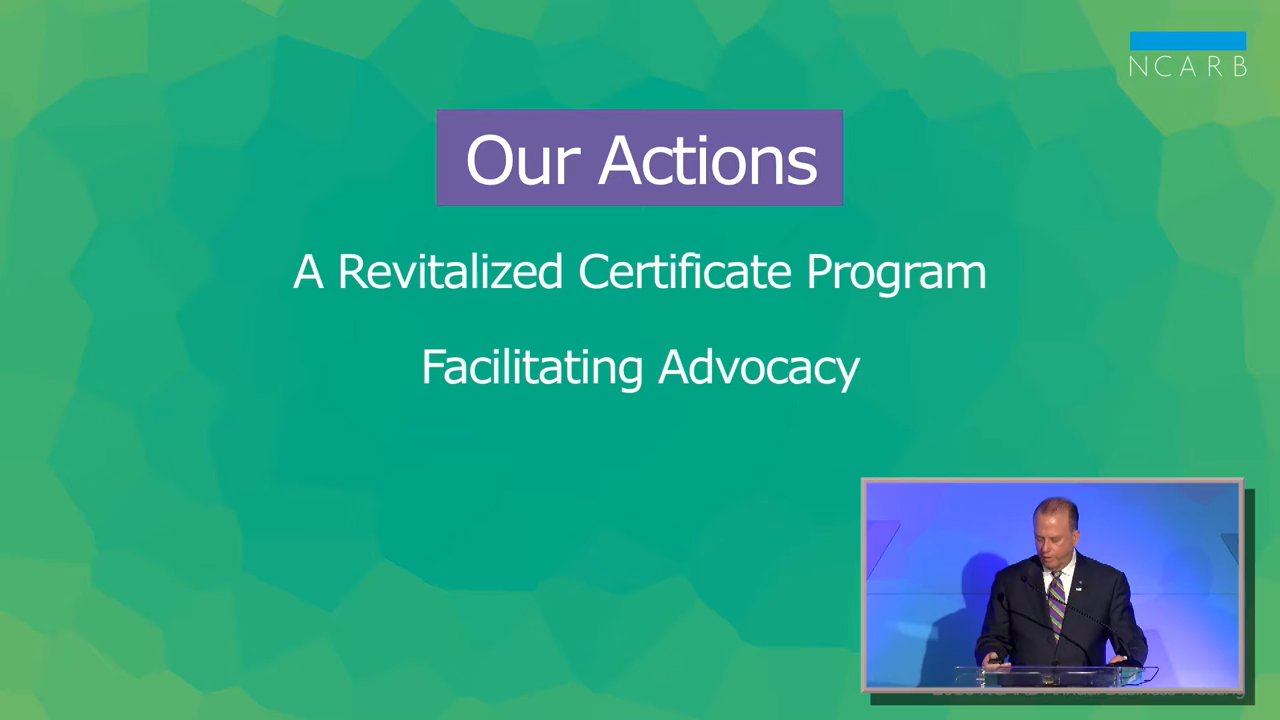 NCARB
Our Actions
A Revitalized Certificate Program
Facilitating Advocacy